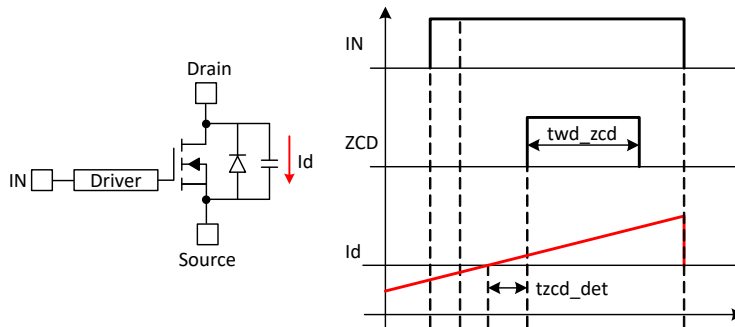 Drain
IN
Driver
Id
Source
IN
ZCD
twd_zcd
Id
tzcd_det